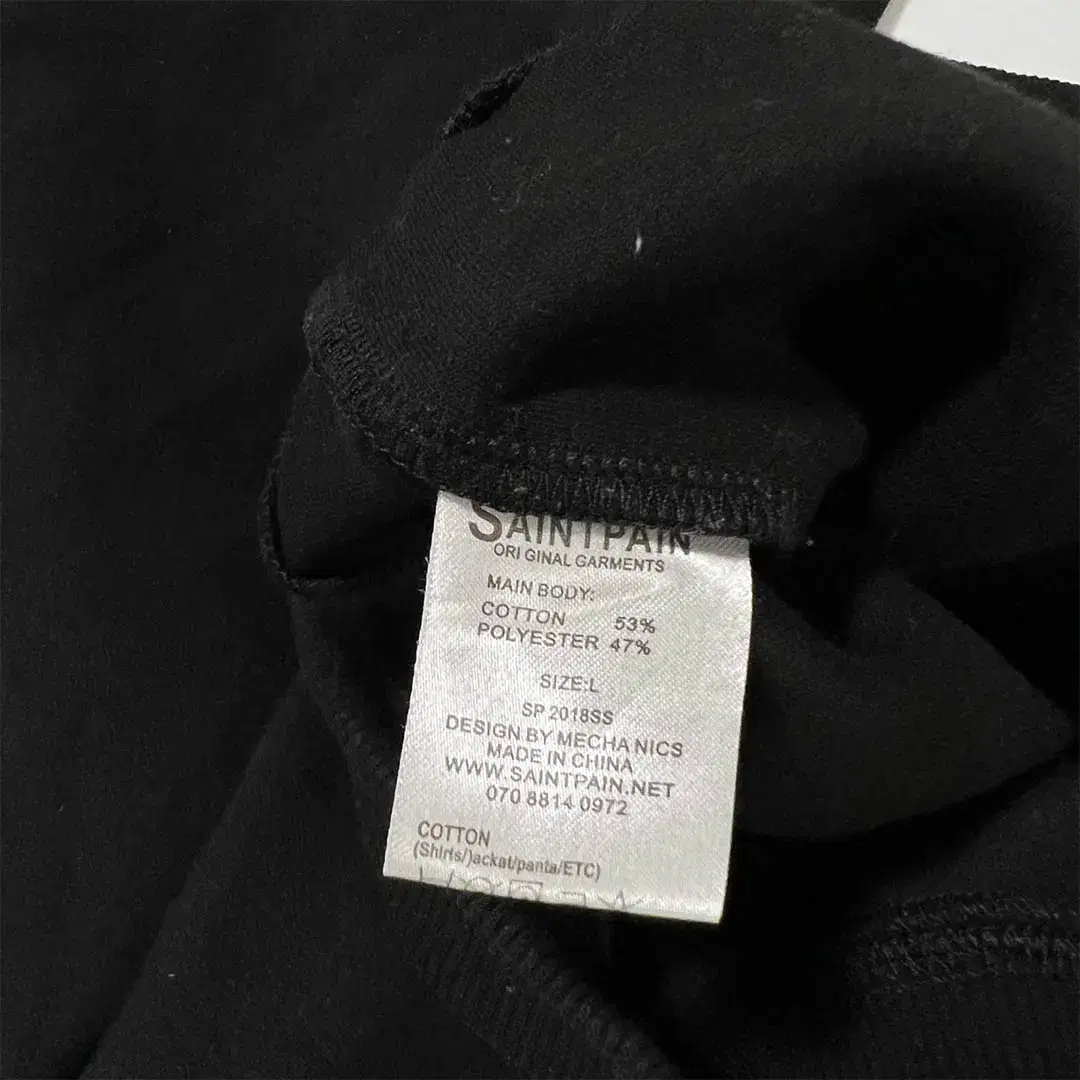 SAINTPAIN
ORI GINAL GARMENTS
MAIN BODY:
COTTON 53%
POLYESTER 47%
SIZE:L
SP 2018SS
DESIGN BY MECHA NICS
MADE IN CHINA
WWW.SAINTPAIN.NET
070 8814 0972
COTTON
(Shirts/)ackat/panta/ETC)